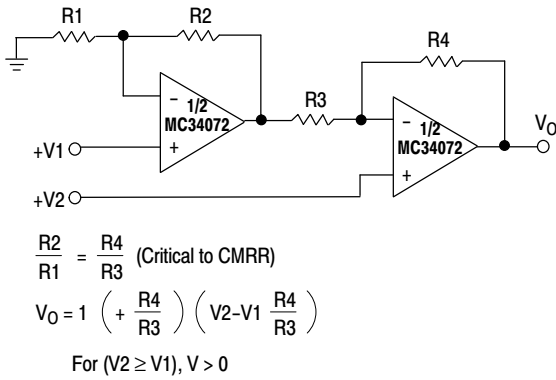 R1
R2
R4
R3
1/2
MC34072
1/2
MC34072
−
+
−
+
+V1
+V2
VO
R2/R1 = R4/R3 (Critical to CMRR)
VO = 1 ( + R4/R3 ) ( V2−V1 R4/R3 )
For (V2 ≥ V1), V > 0